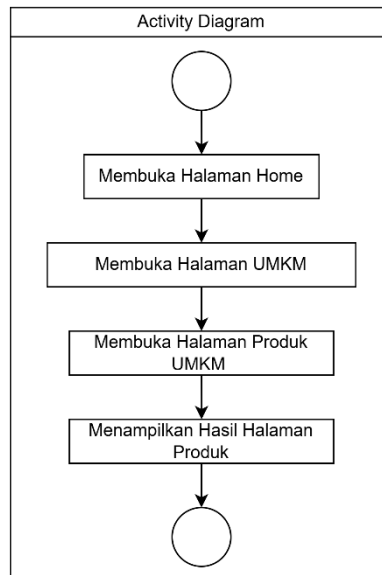 Activity Diagram
Membuka Halaman Home
Membuka Halaman UMKM
Membuka Halaman Produk
UMKM
Menampilkan Hasil Halaman
Produk